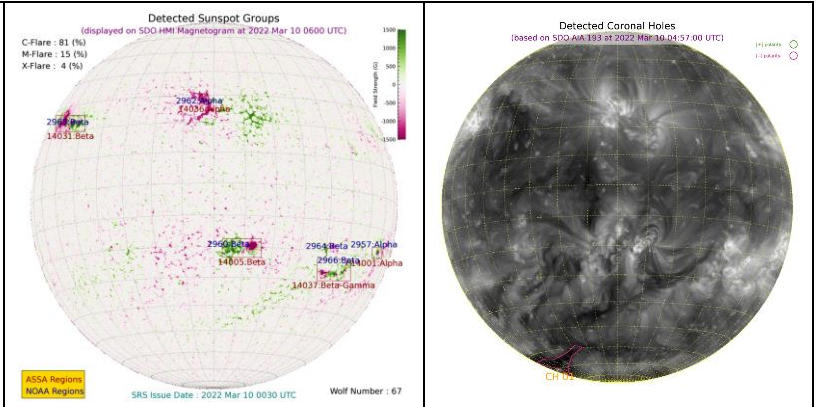 Detected Sunspot Groups
(displayed on SDO HMI Magnetogram at 2022 Mar 10 0600 UTC)
C-Flare : 81 (%)
M-Flare : 15 (%)
X-Flare : 4 (%)
1500
1000
500
0
-500
-1000
-1500
Field Strength (G)
2962:Alpha
14036:Alpha
Beta
14031:Beta
2960:Beta
14005:Beta
2964:Beta
2957:Alpha
2966:Beta
14001:Alpha
14037:Beta-Gamma
ASSA Regions
NOAA Regions
SRS Issue Date : 2022 Mar 10 0030 UTC
Wolf Number : 67
Detected Coronal Holes
(based on SDO AIA 193 at 2022 Mar 10 04:57:00 UTC)
(+) polarity
(-) polarity
CH 01